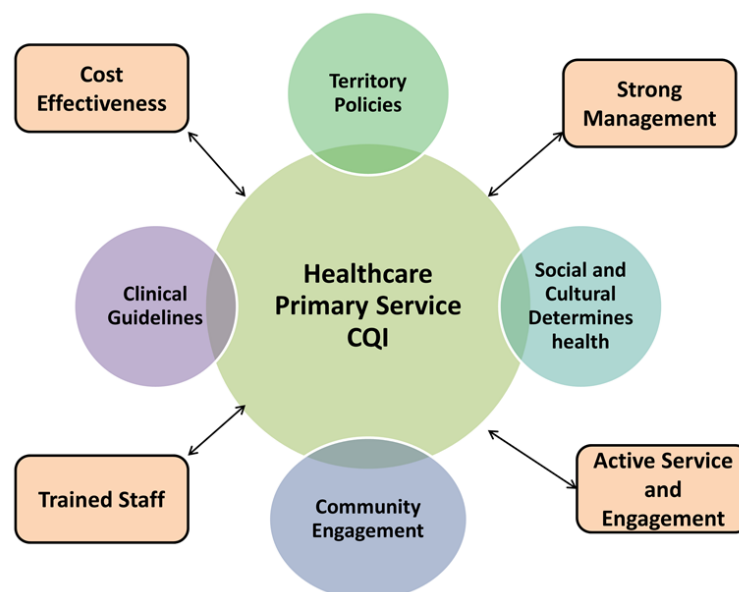 Cost
Effectiveness
Territory
Policies
Strong
Management
Clinical
Guidelines
Healthcare
Primary Service
CQI
Social and
Cultural
Determines
health
Trained Staff
Community
Engagement
Active Service
and
Engagement